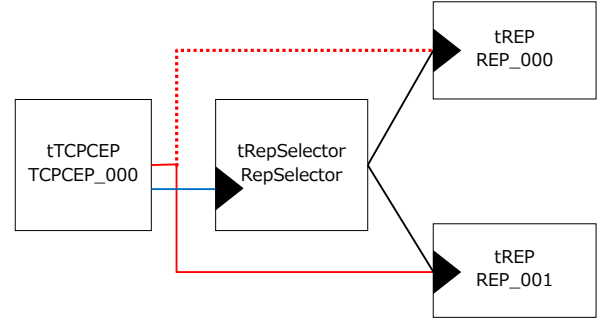 tTCPCEP
TCPCEP_000
tRepSelector
RepSelector
tREP
REP_000
tREP
REP_001